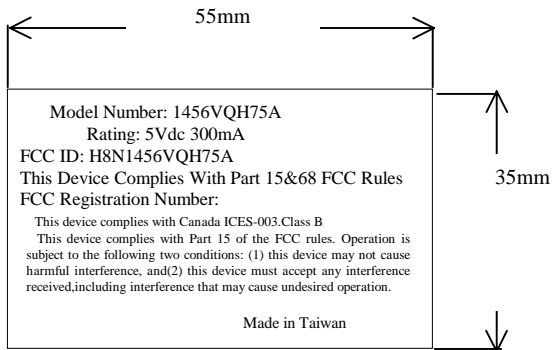 55mm
Model Number: 1456VQH75A
Rating: 5Vdc 300mA
FCC ID: H8N1456VQH75A
This Device Complies With Part 15&68 FCC Rules
FCC Registration Number:
35mm
This device complies with Canada ICES-003.Class B
This device complies with Part 15 of the FCC rules. Operation is
subject to the following two conditions: (1) this device may not cause
harmful interference, and(2) this device must accept any interference
received,including interference that may cause undesired operation.
Made in Taiwan